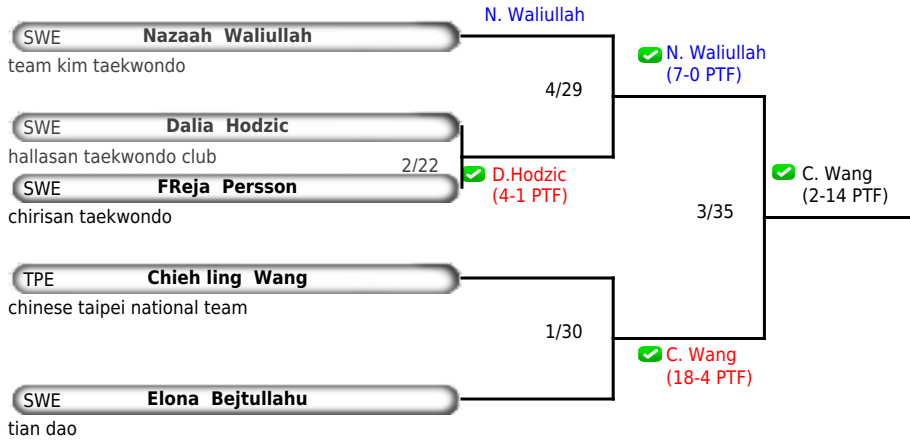 N. Waliullah
SWE Nazaah Waliullah
team kim taekwondo
N. Waliullah
(7-0 PTF)
4/29
SWE Dalia Hodzic
hallasan taekwondo club
2/22
D.Hodzic
(4-1 PTF)
SWE FReja Persson
chirisan taekwondo
C. Wang
(2-14 PTF)
3/35
TPE Chieh ling Wang
chinese taipei national team
1/30
C. Wang
(18-4 PTF)
SWE Elona Bejtullahu
tian dao